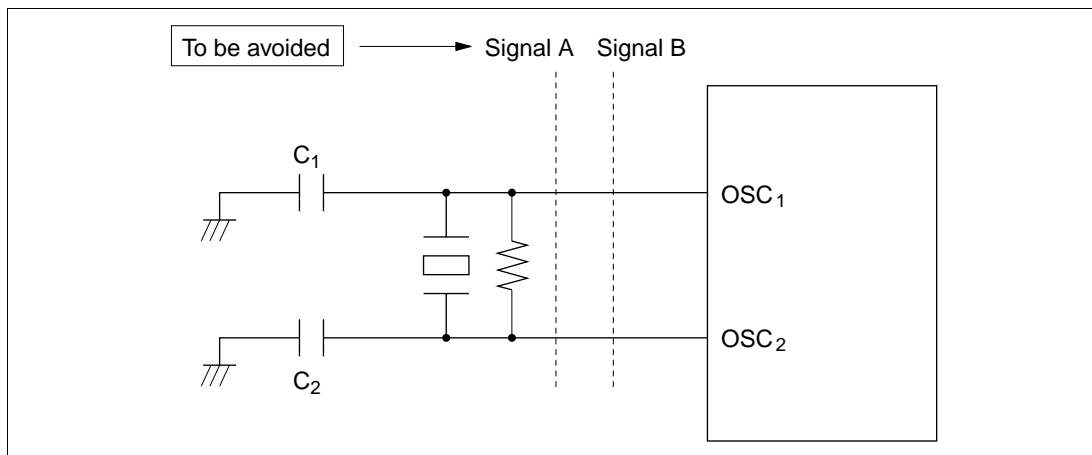 To be avoided Signal A Signal B
C1
OSC1
OSC2
C2